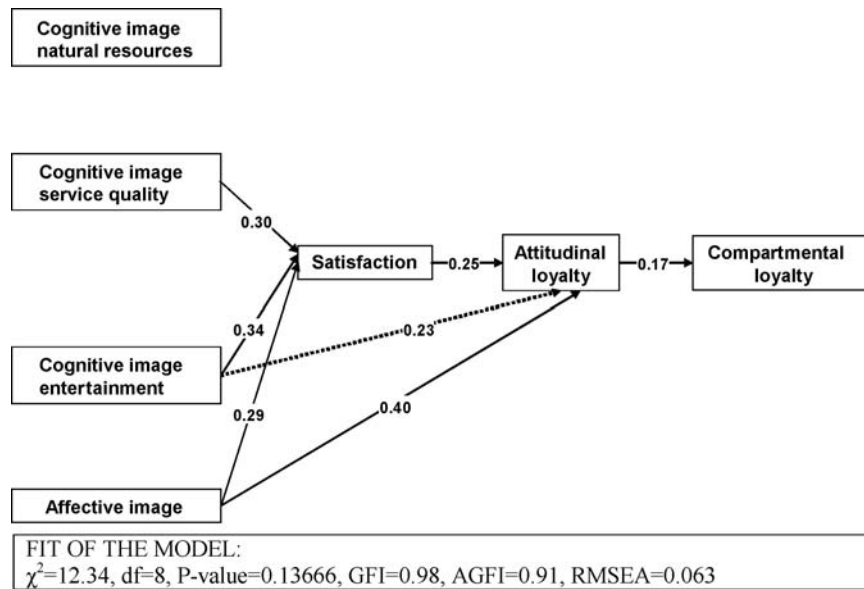 Cognitive image
natural resources
Cognitive image
service quality
0.30
Satisfaction
0.25
Attitudinal
loyalty
0.17
Compartmental
loyalty
0.34
0.23
Cognitive image
entertainment
0.29
0.40
Affective image
FIT OF THE MODEL:
χ²=12.34, df=8, P-value=0.13666, GFI=0.98, AGFI=0.91, RMSEA=0.063